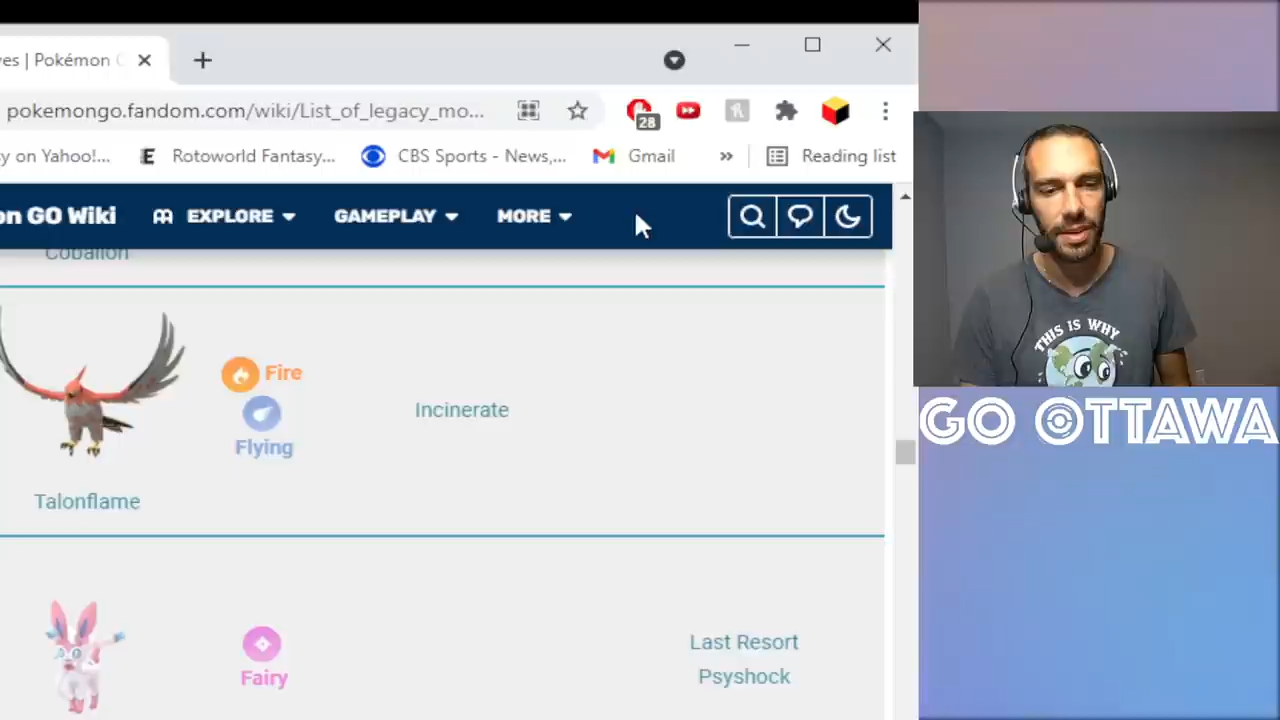 es | Pokémon
pokemongo.fandom.com/wiki/List_of_legacy_mo...
28
y on Yahoo!...
Rotoworld Fantasy...
CBS Sports - News,...
Gmail
»
Reading list
on GO Wiki
EXPLORE
GAMEPLAY
MORE
Cobalion
Fire
Flying
Incinerate
Talonflame
Fairy
Last Resort
Psyshock
THIS IS WHY
GO OTTAWA